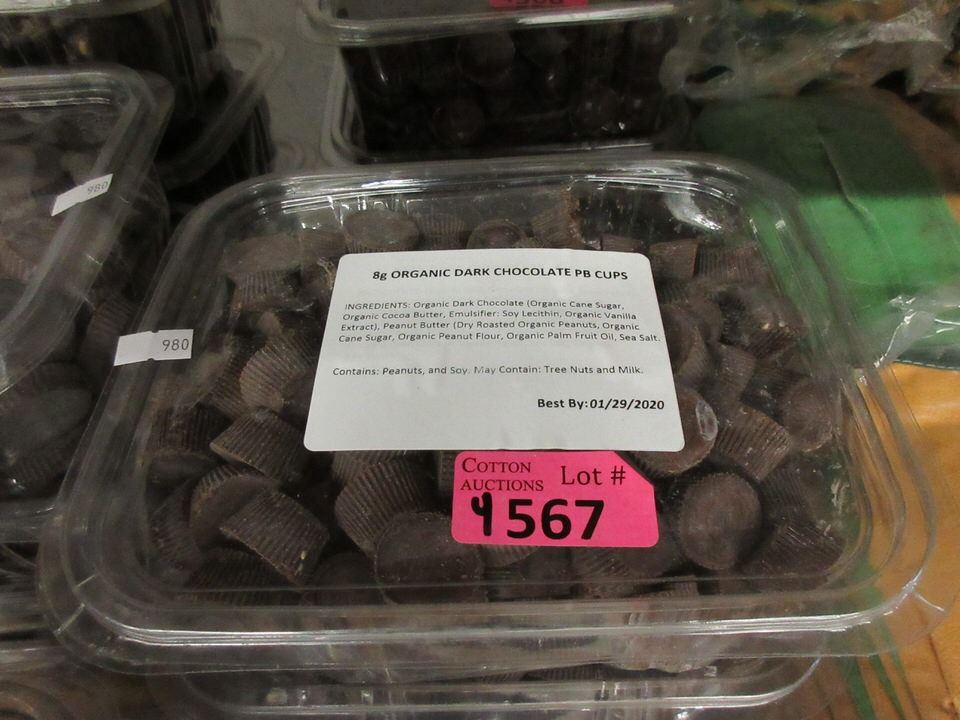 980
8g ORGANIC DARK CHOCOLATE PB CUPS
INGREDIENTS: Organic Dark Chocolate (Organic Cane Sugar,
Organic Cocoa Butter, Emulsifier: Soy Lecithin, Organic Vanilla
Extract), Peanut Butter (Dry Roasted Organic Peanuts, Organic
Cane Sugar, Organic Peanut Flour, Organic Palm Fruit Oil, Sea Salt.
Contains: Peanuts, and Soy. May Contain: Tree Nuts and Milk.
Best By: 01/29/2020
980
COTTON
AUCTIONS
Lot #
4567